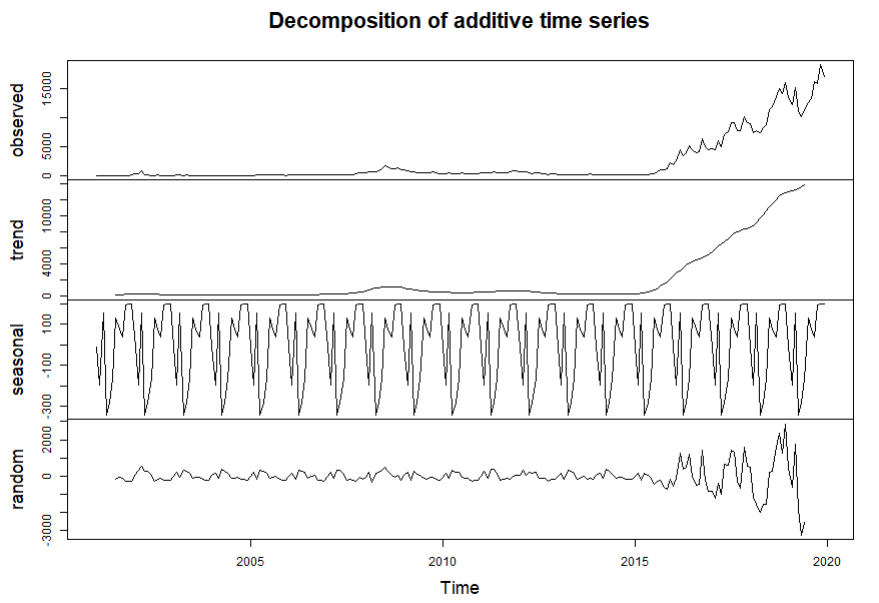 Decomposition of additive time series
observed
0 5000 15000
trend
0 4000 10000
seasonal
-300 -100 100
random
-3000 0 2000
2005 2010 2015 2020
Time